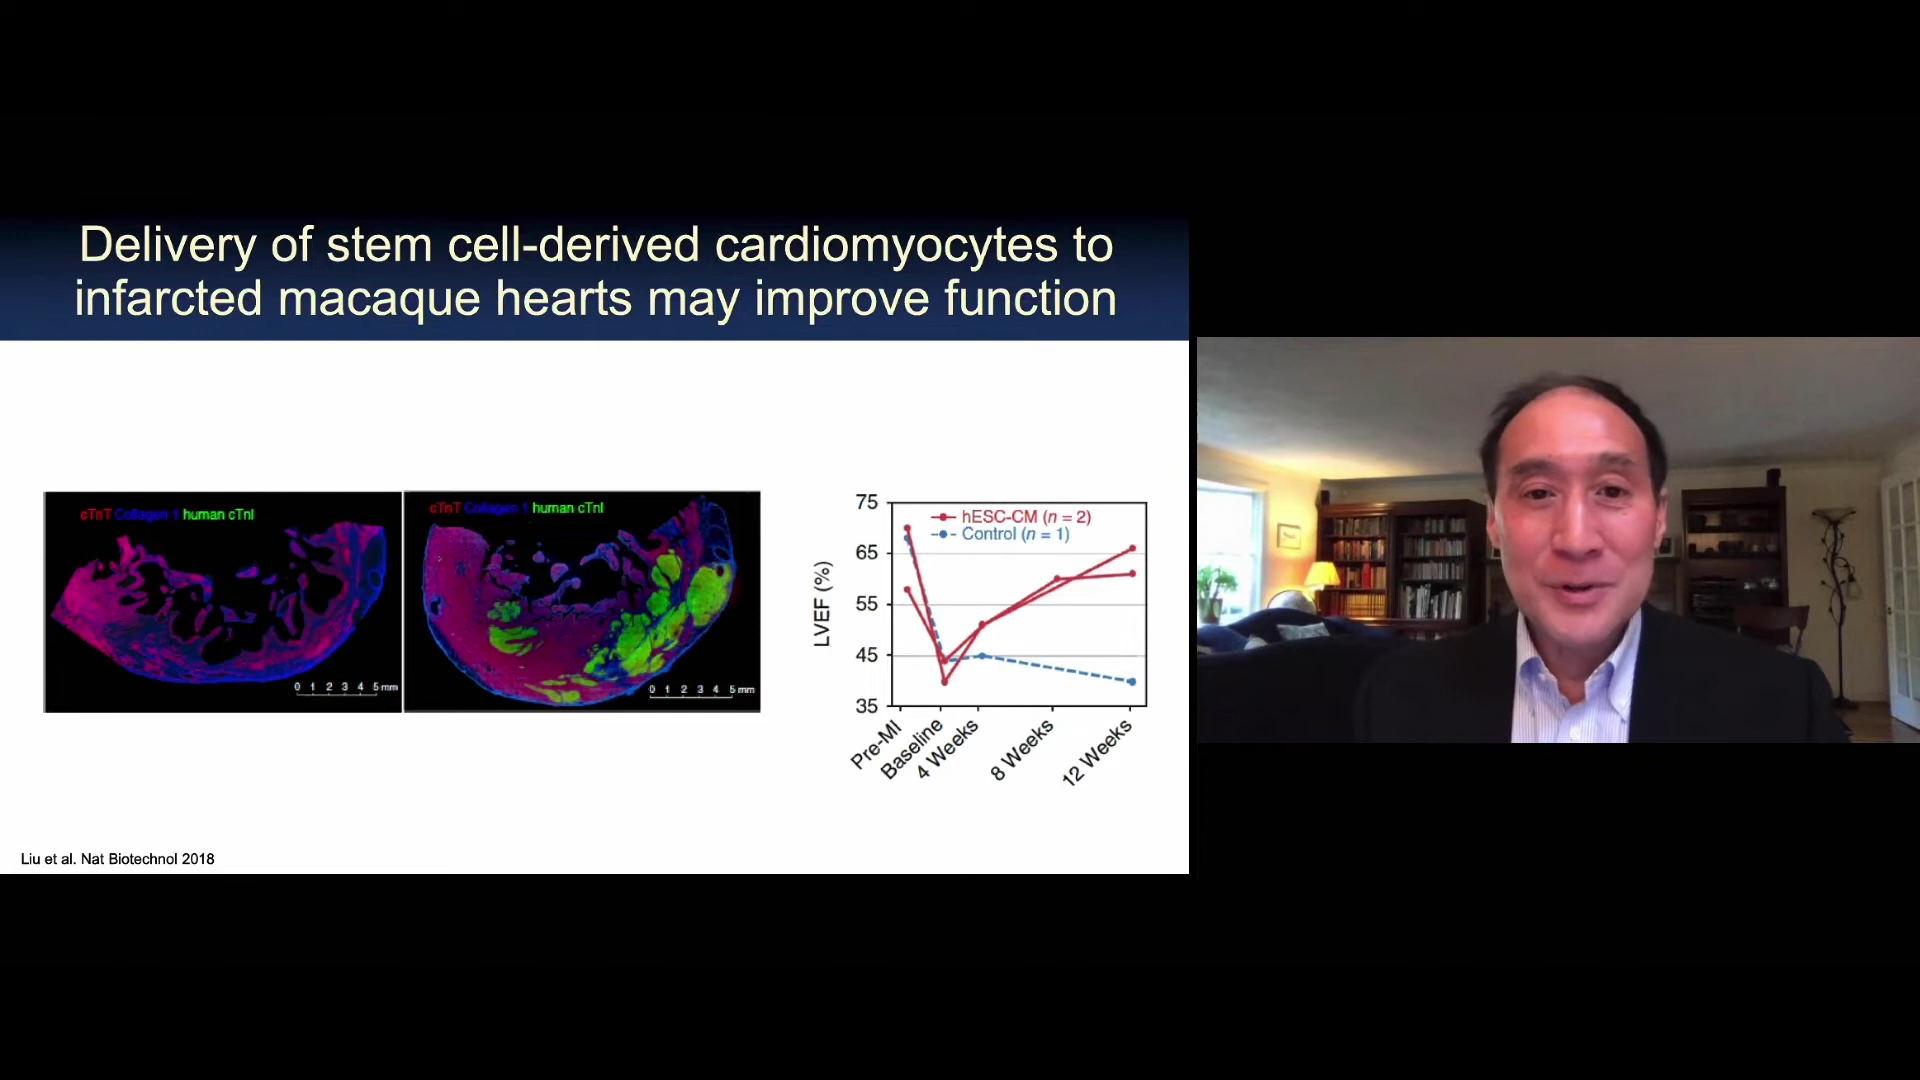 Delivery of stem cell-derived cardiomyocytes to
infarcted macaque hearts may improve function
cTnT Collagen 1 human cTnI
0 1 2 3 4 5 mm
cTnT Collagen 1 human cTnI
0 1 2 3 4 5 mm
LVEF (%)
75
65
55
45
35
hESC-CM (n = 2)
Control (n = 1)
Pre-MI
Baseline
4 Weeks
8 Weeks
12 Weeks
Liu et al. Nat Biotechnol 2018